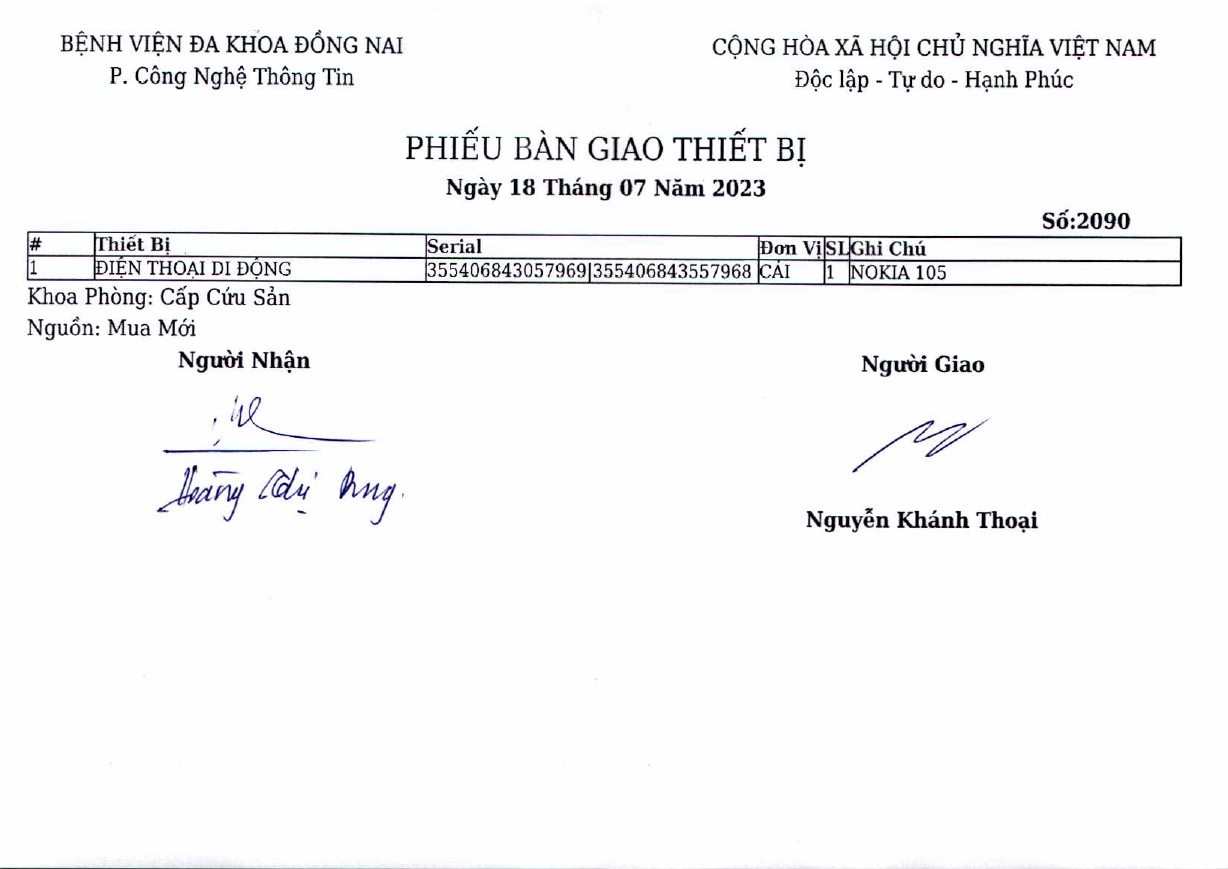 BỆNH VIỆN ĐA KHOA ĐỒNG NAI
P. Công Nghệ Thông Tin
CỘNG HÒA XÃ HỘI CHỦ NGHĨA VIỆT NAM
Độc lập - Tự do - Hạnh Phúc
PHIẾU BÀN GIAO THIẾT BỊ
Ngày 18 Tháng 07 Năm 2023
Số:2090
# Thiết Bị Serial Đơn Vị SL Ghi Chú
1 ĐIỆN THOẠI DI ĐỘNG 355406843057969|355406843557968 CÁI 1 NOKIA 105
Khoa Phòng: Cấp Cứu Sản
Nguồn: Mua Mới
Người Nhận
Người Giao
Hoàng
Nguyễn Khánh Thoại